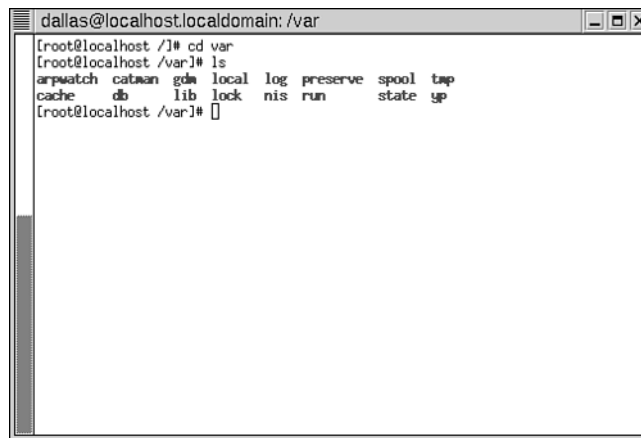 dallas@localhost.localdomain: /var
[root@localhost /]# cd var
[root@localhost /var]# ls
arpwatch catman gdm local log preserve spool tmp
cache db lib lock nis run state yp
[root@localhost /var]#